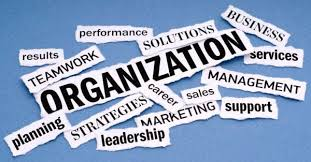 performance
BUSINESS
SOLUTIONS
results
services
TEAMWORK
ORGANIZATION
MANAGEMENT
career
sales
STRATEGIES
MARKETING
support
planning
leadership